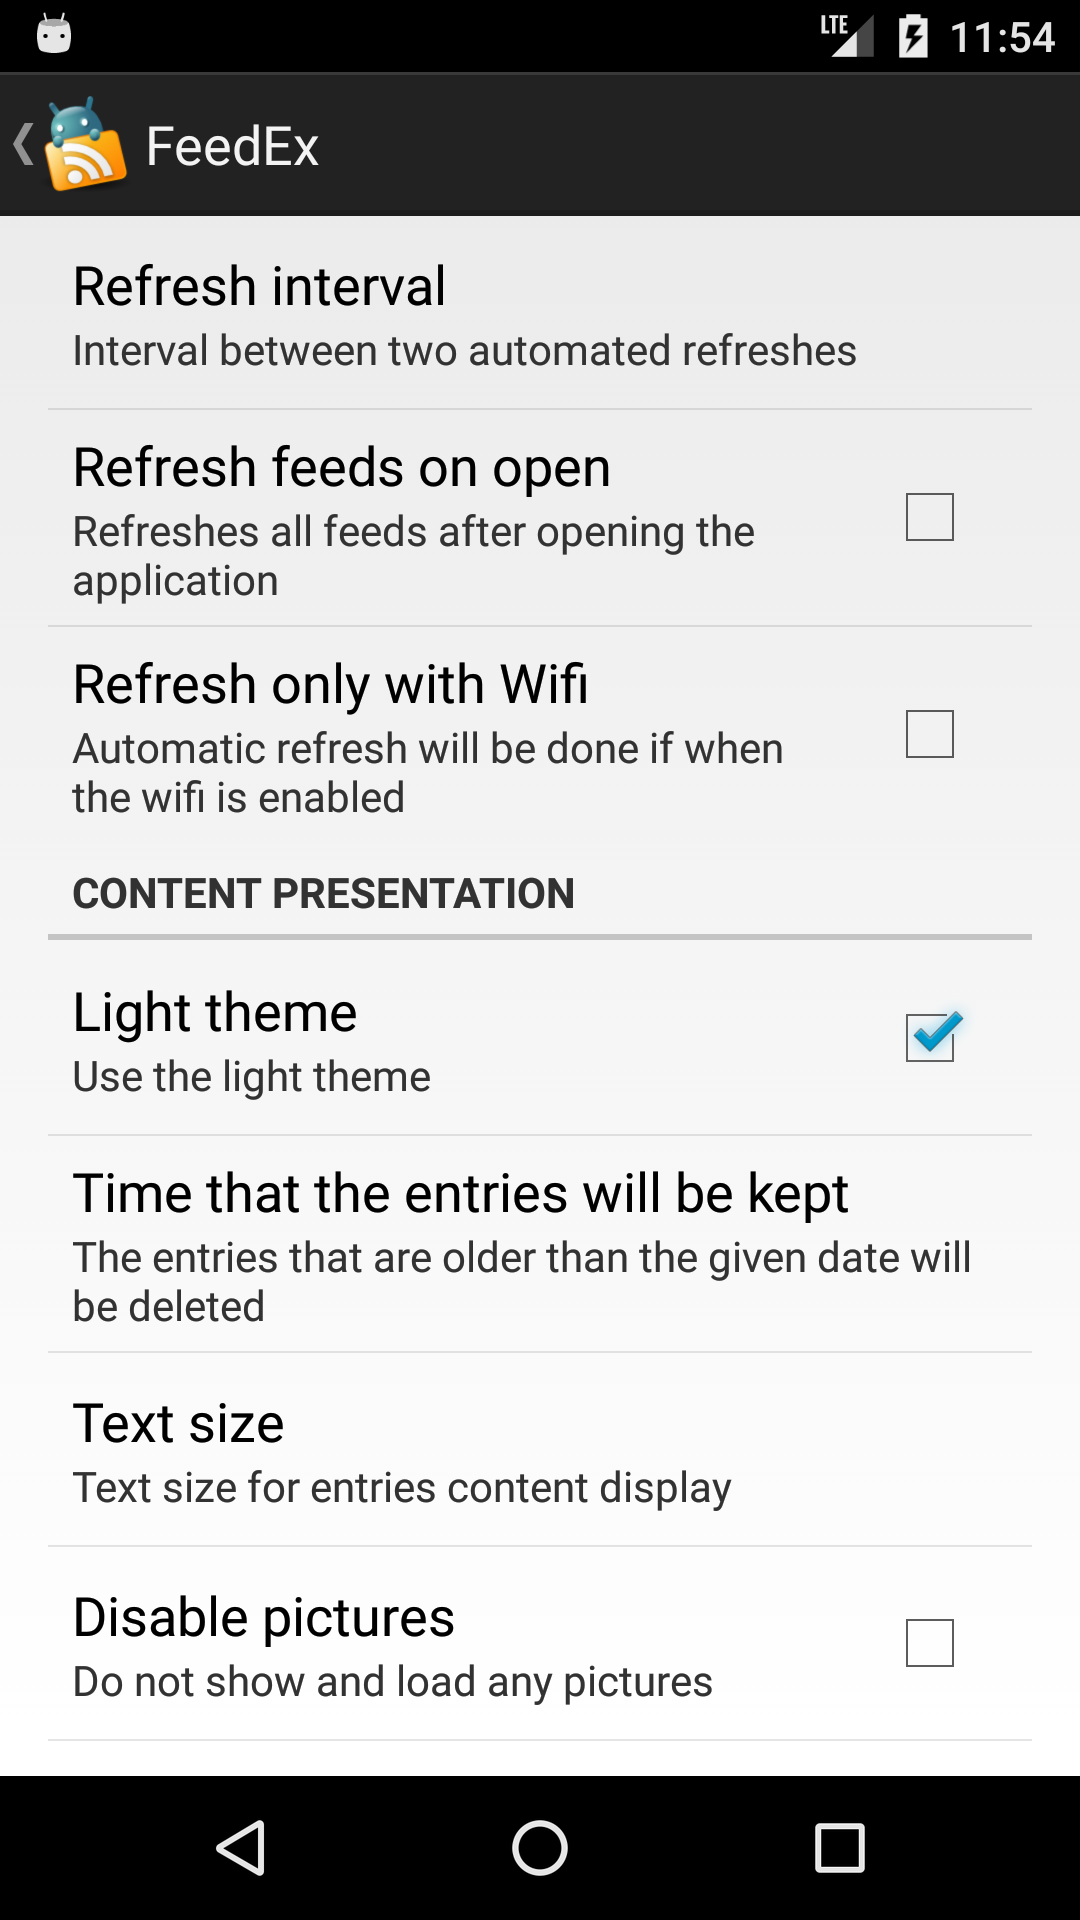 LTE 11:54
FeedEx
Refresh interval
Interval between two automated refreshes
Refresh feeds on open
Refreshes all feeds after opening the
application
Refresh only with Wifi
Automatic refresh will be done if when
the wifi is enabled
CONTENT PRESENTATION
Light theme
Use the light theme
Time that the entries will be kept
The entries that are older than the given date will
be deleted
Text size
Text size for entries content display
Disable pictures
Do not show and load any pictures